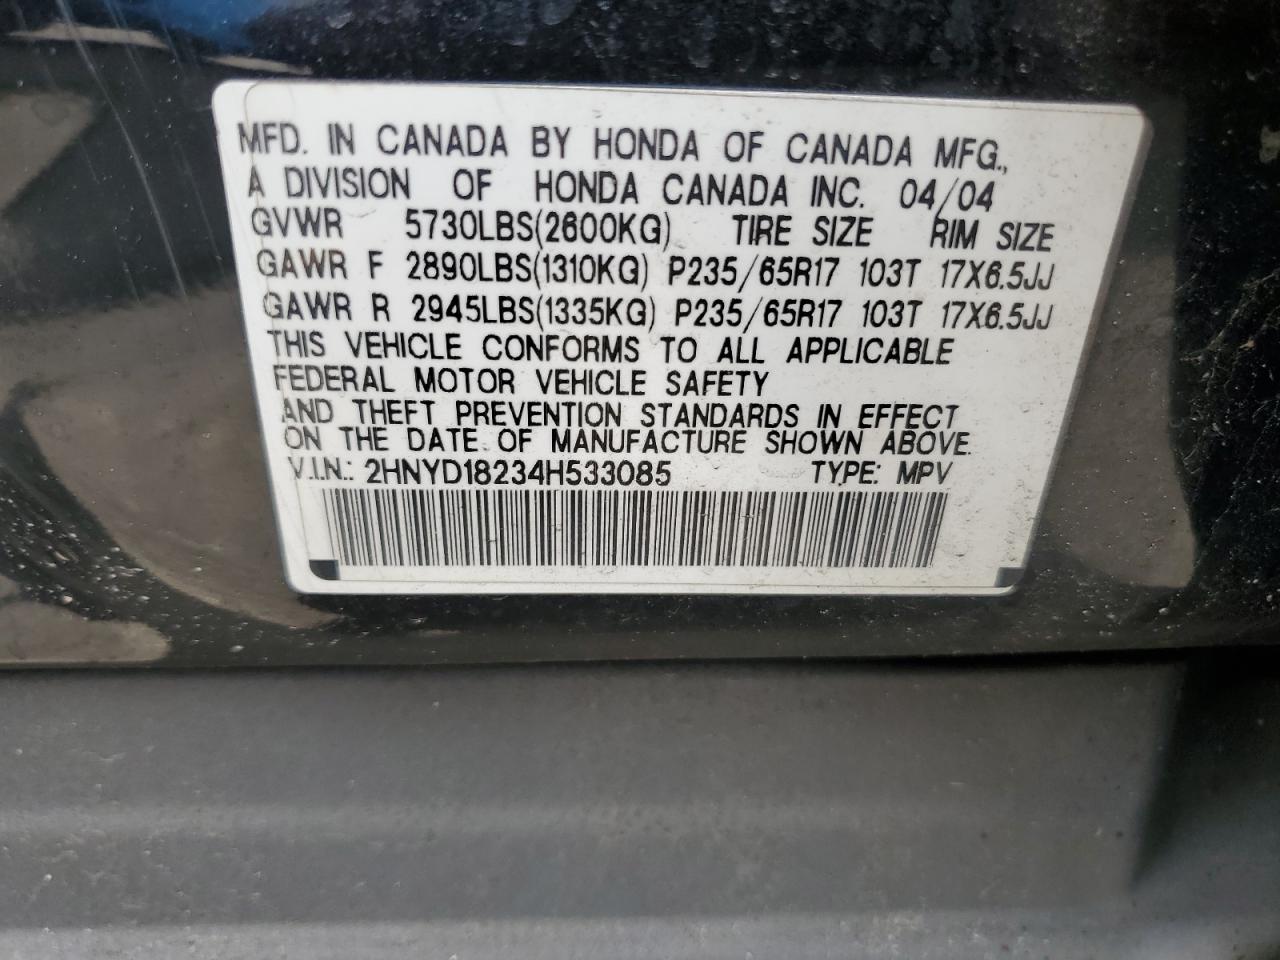 MFD. IN CANADA BY HONDA OF CANADA MFG.,
A DIVISION OF HONDA CANADA INC. 04/04
GVWR 5730LBS(2600KG) TIRE SIZE RIM SIZE
GAWR F 2890LBS(1310KG) P235/65R17 103T 17X6.5JJ
GAWR R 2945LBS(1335KG) P235/65R17 103T 17X6.5JJ
THIS VEHICLE CONFORMS TO ALL APPLICABLE
FEDERAL MOTOR VEHICLE SAFETY
AND THEFT PREVENTION STANDARDS IN EFFECT
ON THE DATE OF MANUFACTURE SHOWN ABOVE.
V.I.N.: 2HNYD18234H533085 TYPE: MPV